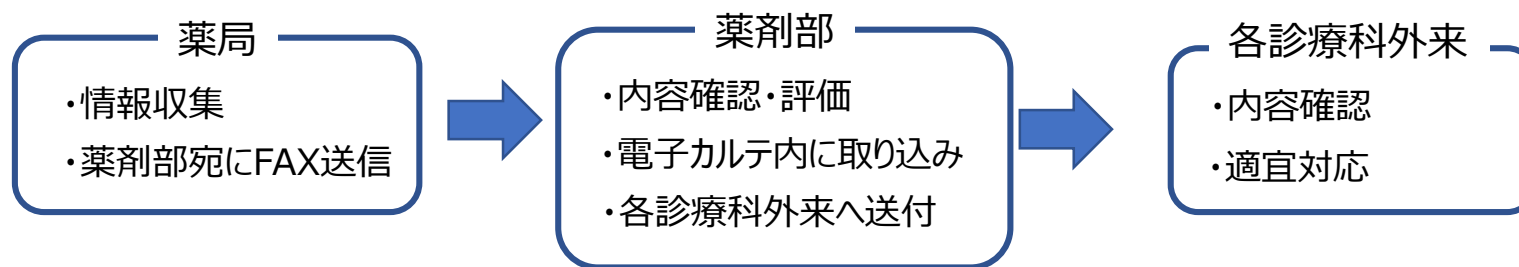 薬局
・情報収集
・薬剤部宛にFAX送信
薬剤部
・内容確認・評価
・電子カルテ内に取り込み
・各診療科外来へ送付
各診療科外来
・内容確認
・適宜対応